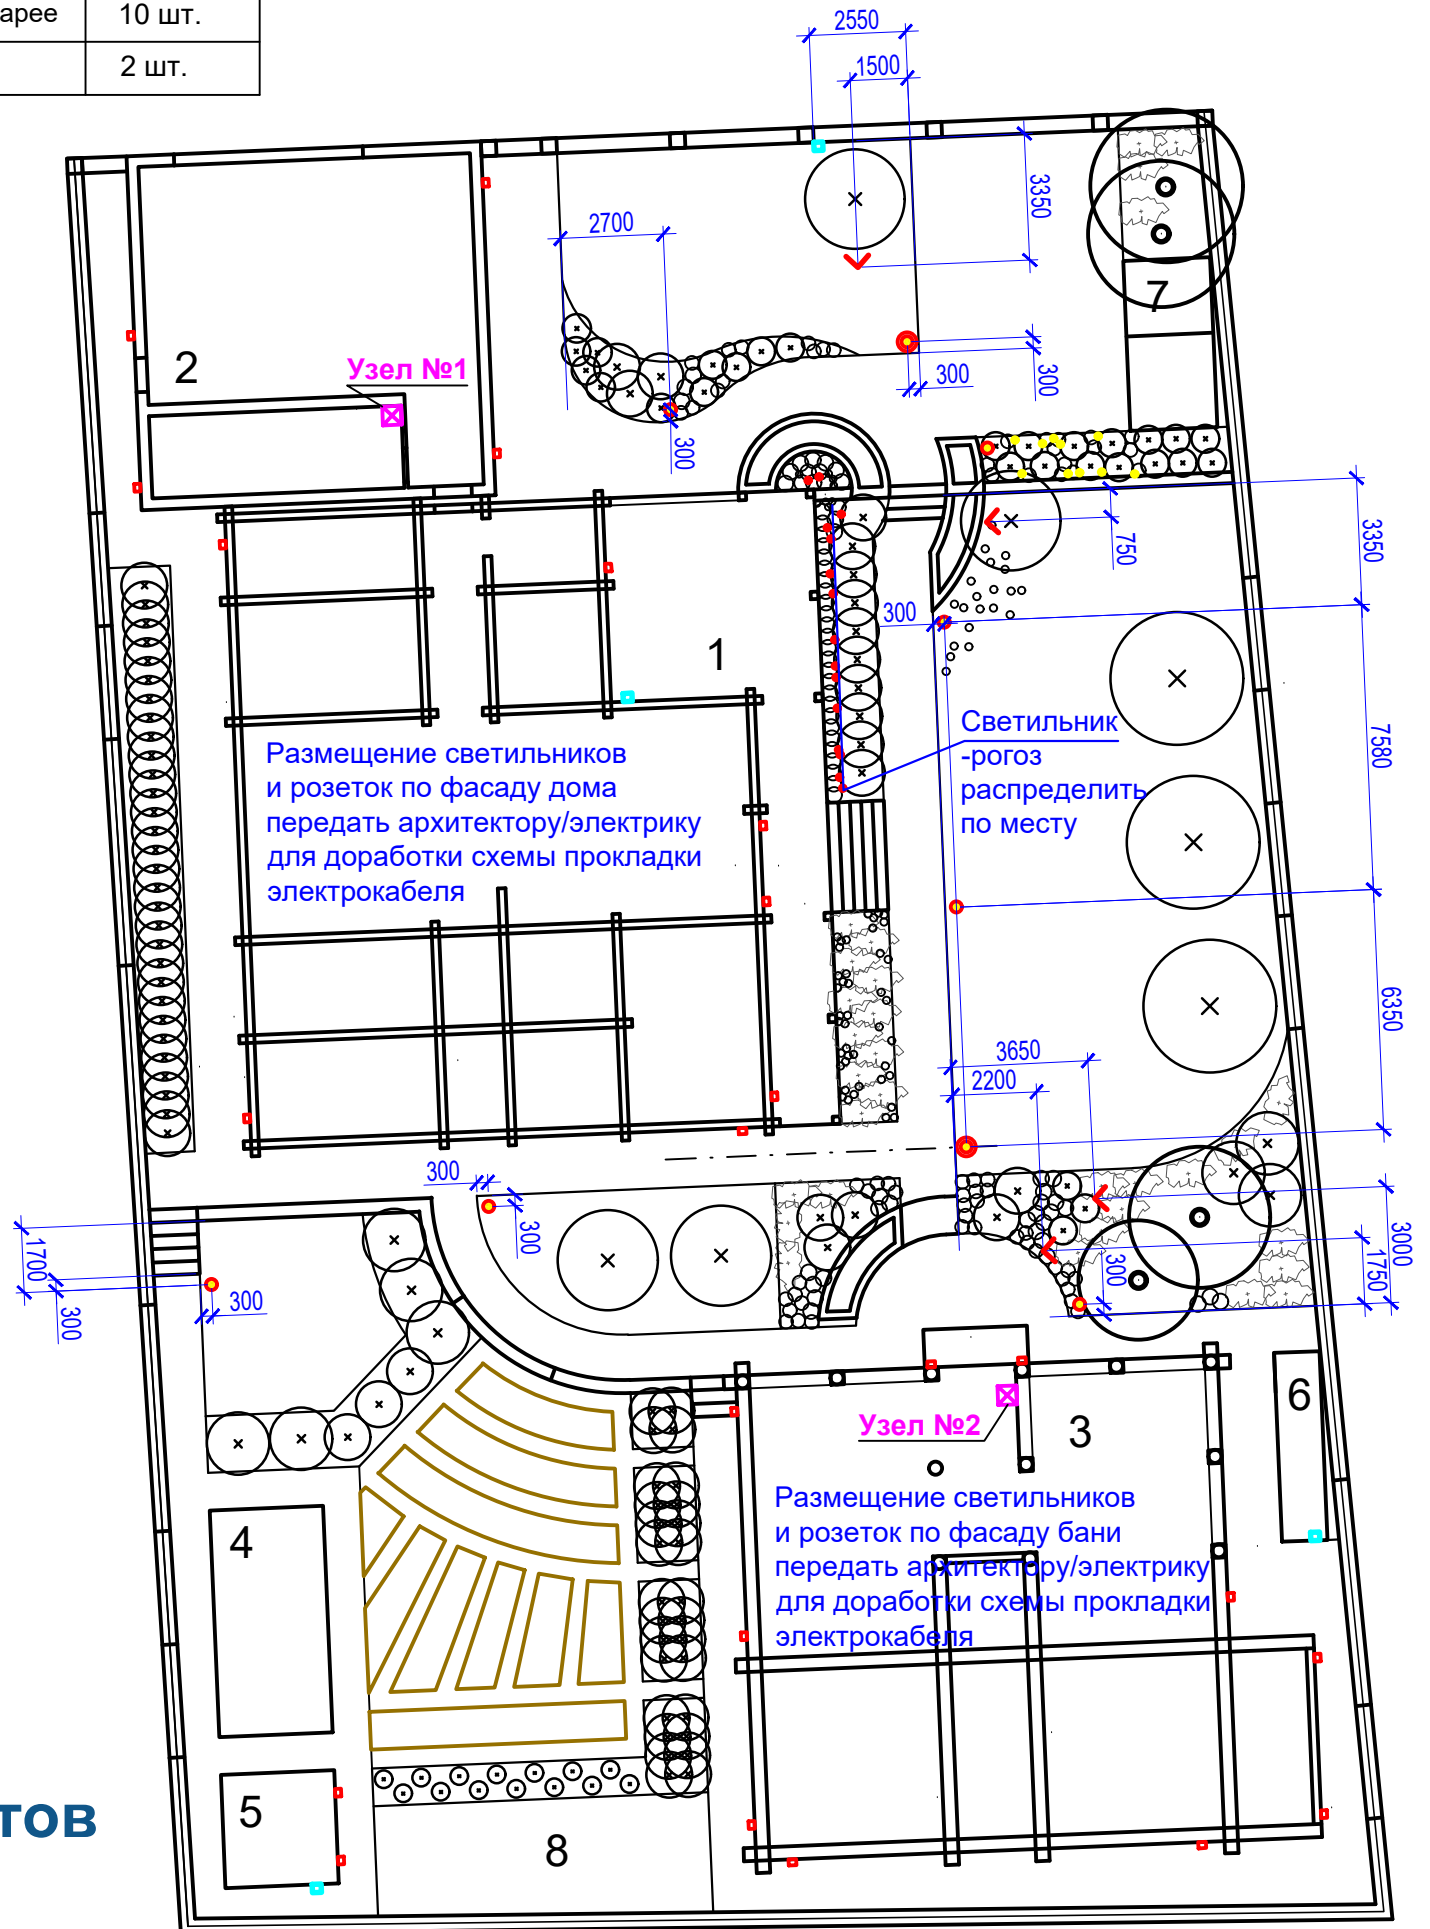 арее 10 шт.
2 шт.
2550
1500
3350
2700
7
2
Узел №1
300
300
300
3350
750
300
1
Светильник
-рогоз
распределить
по месту
7580
Размещение светильников
и розеток по фасаду дома
передать архитектору/электрику
для доработки схемы прокладки
электрокабеля
6350
3650
2200
300
300
1700
300
300
300
3000
1750
6
Узел №2
3
Размещение светильников
и розеток по фасаду бани
передать архитектору/электрику
для доработки схемы прокладки
электрокабеля
4
тов
5
8